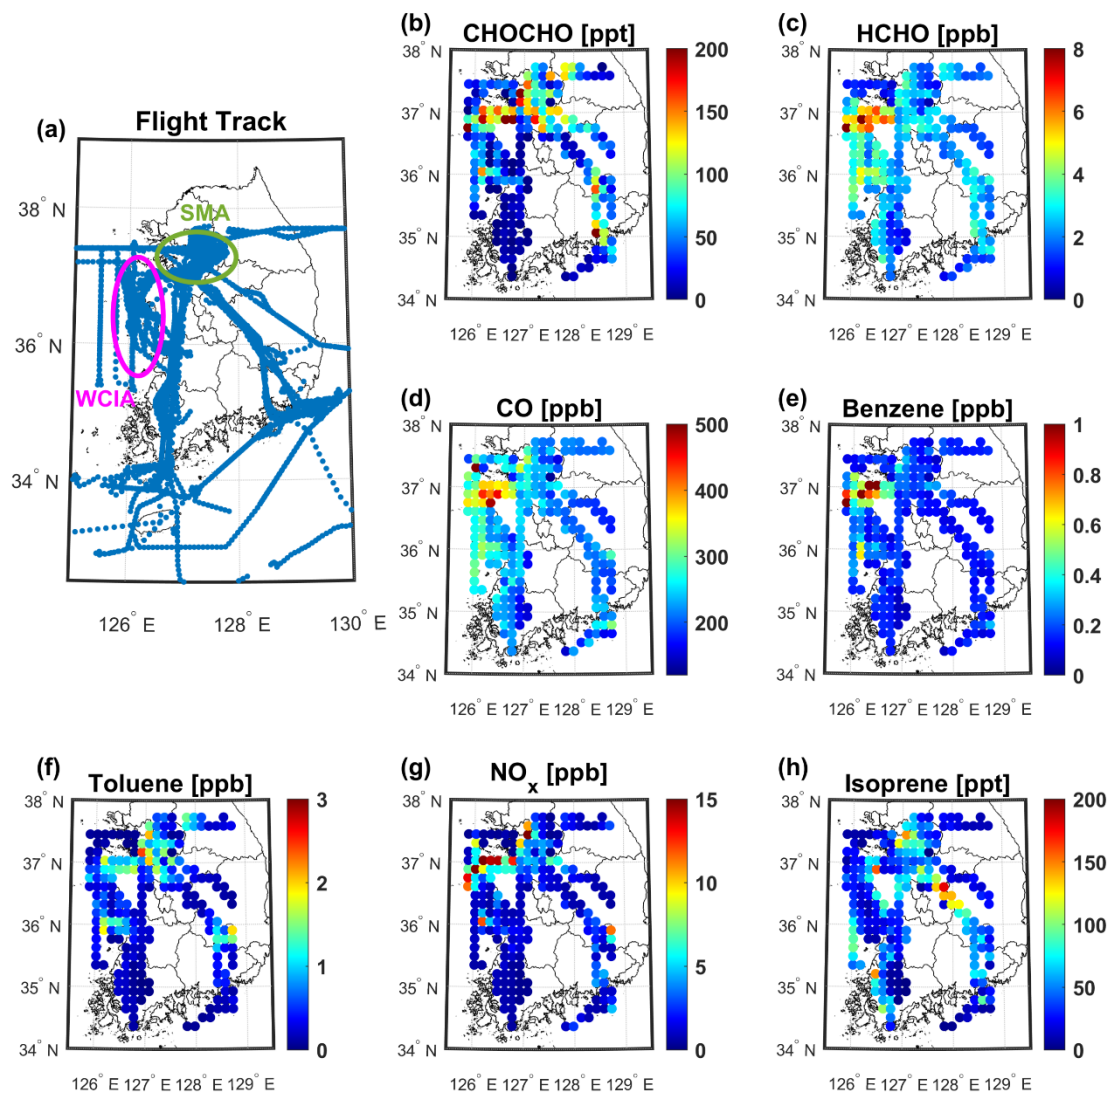 (a)
Flight Track
38° N
36° N
34° N
126° E
128° E
130° E
SMA
WCIA
(b)
CHOCHO [ppt]
38° N
37° N
36° N
35° N
34° N
126° E 127° E 128° E 129° E
200
150
100
50
0
(c)
HCHO [ppb]
38° N
37° N
36° N
35° N
34° N
126° E 127° E 128° E 129° E
8
6
4
2
0
(d)
CO [ppb]
38° N
37° N
36° N
35° N
34° N
126° E 127° E 128° E 129° E
500
400
300
200
(e)
Benzene [ppb]
38° N
37° N
36° N
35° N
34° N
126° E 127° E 128° E 129° E
1
0.8
0.6
0.4
0.2
0
(f)
Toluene [ppb]
38° N
37° N
36° N
35° N
34° N
126° E 127° E 128° E 129° E
3
2
1
0
(g)
NOx [ppb]
38° N
37° N
36° N
35° N
34° N
126° E 127° E 128° E 129° E
15
10
5
0
(h)
Isoprene [ppt]
38° N
37° N
36° N
35° N
34° N
126° E 127° E 128° E 129° E
200
150
100
50
0